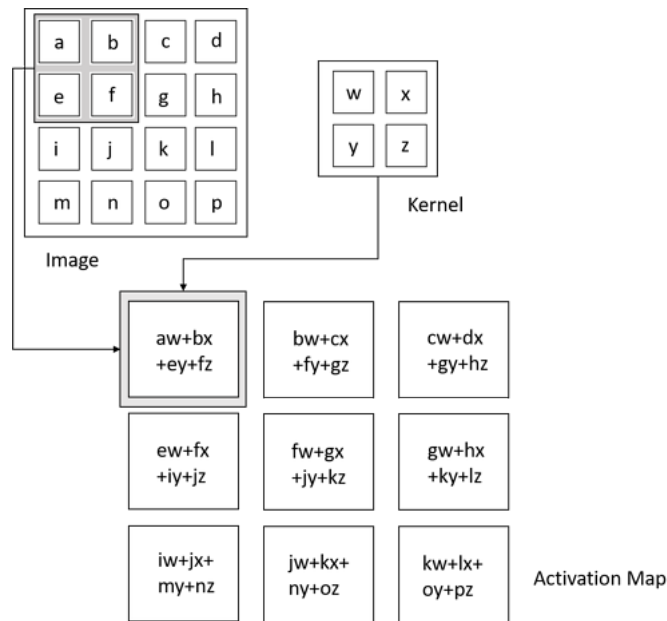 a b c d
e f g h
i j k l
m n o p
Image
w x
y z
Kernel
aw+bx
+ey+fz
bw+cx
+fy+gz
cw+dx
+gy+hz
ew+fx
+iy+jz
fw+gx
+jy+kz
gw+hx
+ky+lz
iw+jx+
my+nz
jw+kx+
ny+oz
kw+lx+
oy+pz
Activation Map